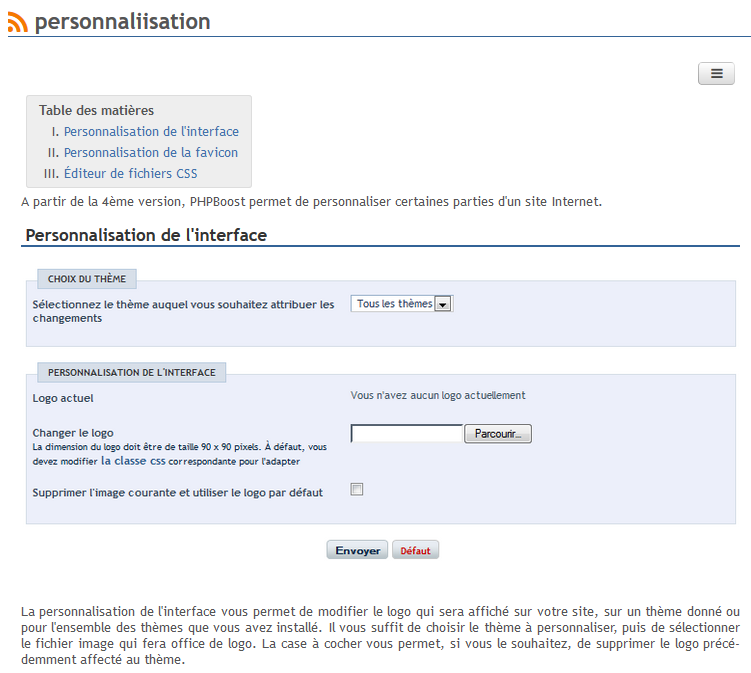 personnaliisation
Table des matières
I. Personnalisation de l'interface
II. Personnalisation de la favicon
III. Éditeur de fichiers CSS
A partir de la 4ème version, PHPBoost permet de personnaliser certaines parties d'un site Internet.
Personnalisation de l'interface
CHOIX DU THÈME
Sélectionnez le thème auquel vous souhaitez attribuer les
changements
Tous les thèmes
PERSONNALISATION DE L'INTERFACE
Logo actuel
Vous n'avez aucun logo actuellement
Changer le logo
La dimension du logo doit être de taille 90 x 90 pixels. À défaut, vous
devez modifier la classe css correspondante pour l'adapter
Parcourir...
Supprimer l'image courante et utiliser le logo par défaut
Envoyer Défaut
La personnalisation de l'interface vous permet de modifier le logo qui sera affiché sur votre site, sur un thème donné ou
pour l'ensemble des thèmes que vous avez installé. Il vous suffit de choisir le thème à personnaliser, puis de sélectionner
le fichier image qui fera office de logo. La case à cocher vous permet, si vous le souhaitez, de supprimer le logo précé-
demment affecté au thème.